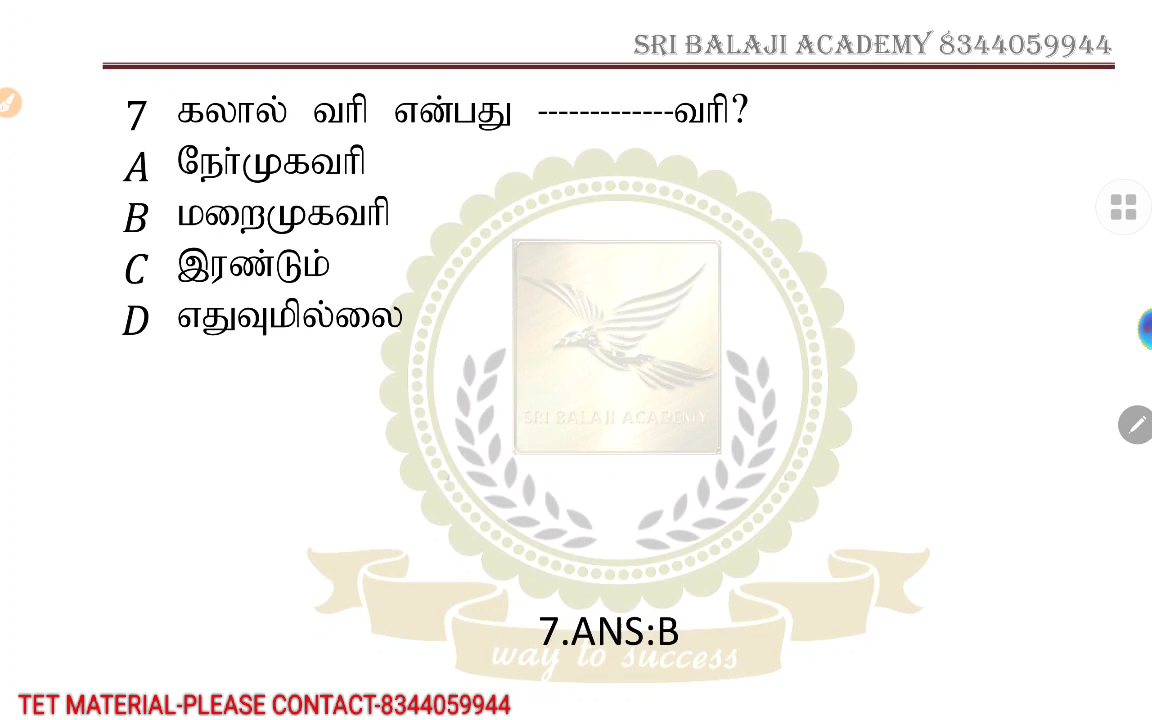 SRI BALAJI ACADEMY 8344059944
7 கலால் வரி என்பது -------------வரி?
A நேர்முகவரி
B மறைமுகவரி
C இரண்டும்
D எதுவுமில்லை
SRI BALAJI ACADEMY
7.ANS:B
way to success
TET MATERIAL-PLEASE CONTACT-8344059944